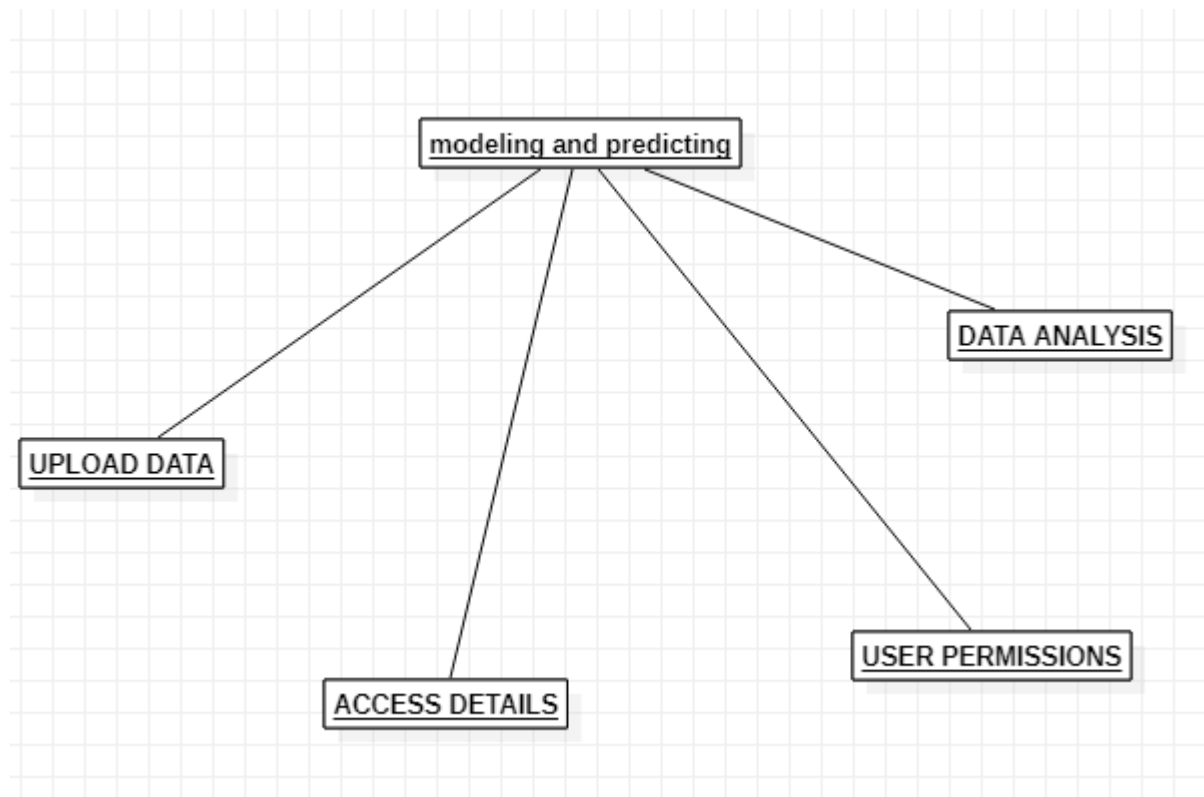 modeling and predicting
DATA ANALYSIS
UPLOAD DATA
USER PERMISSIONS
ACCESS DETAILS